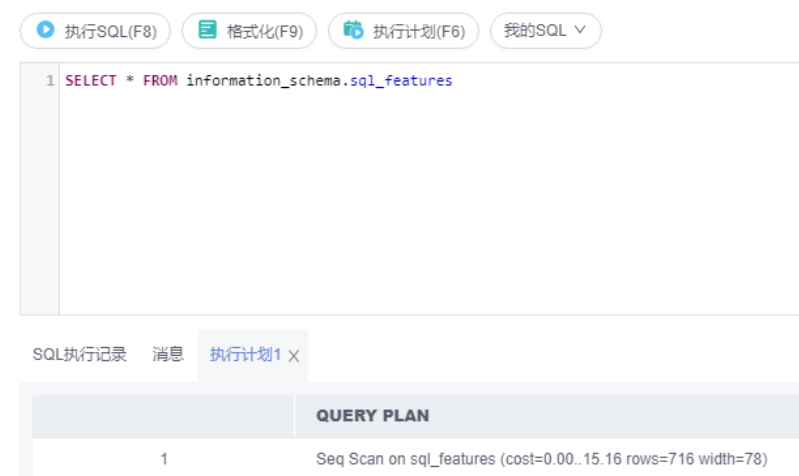 执行SQL(F8) 格式化(F9) 执行计划(F6) 我的SQL
1 SELECT * FROM information_schema.sql_features
SQL执行记录 消息 执行计划1 X
QUERY PLAN
1 Seq Scan on sql_features (cost=0.00..15.16 rows=716 width=78)